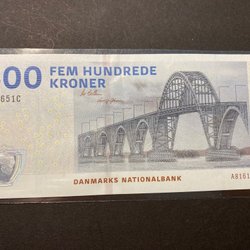 00 FEM HUNDREDE
KRONER
651C
DANMARKS NATIONALBANK
A8161